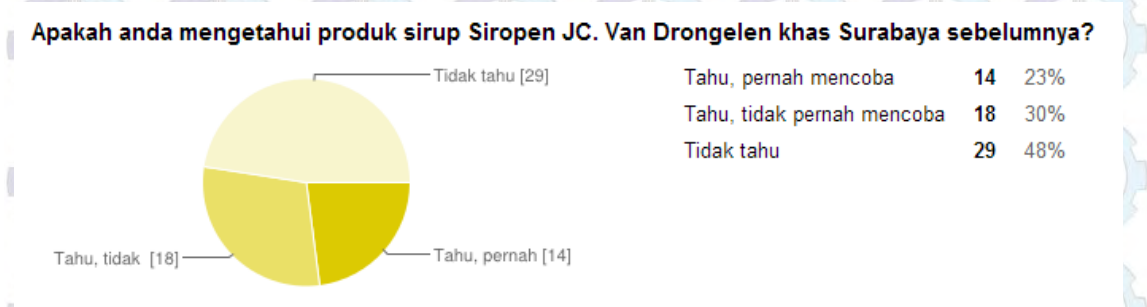 Apakah anda mengetahui produk sirup Siropen JC. Van Drongelen khas Surabaya sebelumnya?
Tidak tahu [29]
Tahu, tidak  [18]
Tahu, pernah [14]
Tahu, pernah mencoba 14 23%
Tahu, tidak pernah mencoba 18 30%
Tidak tahu 29 48%